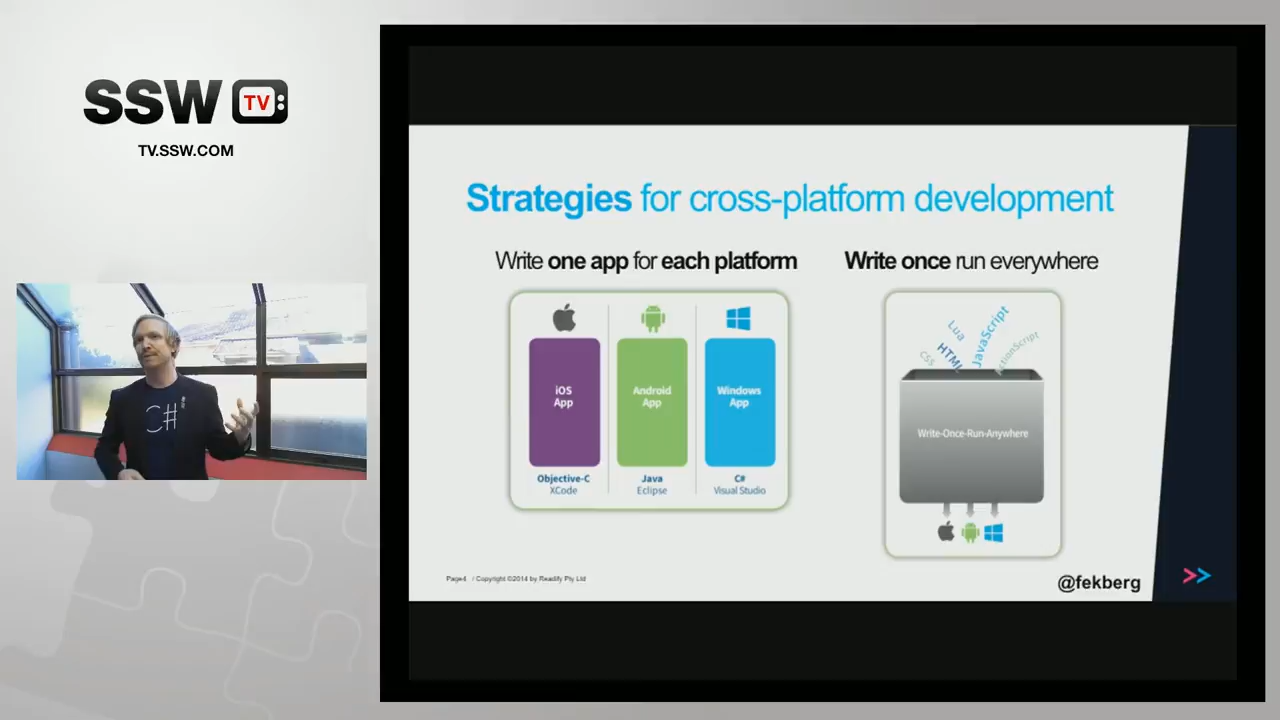 SSW TV
TV.SSW.COM
C#
Strategies for cross-platform development
Write one app for each platform
Write once run everywhere
iOS App
Android App
Windows App
Objective-C
XCode
Java
Eclipse
C#
Visual Studio
CSS
Lua
HTML
JavaScript
ActionScript
Write-Once-Run-Anywhere
Page4 / Copyright ©2014 by Readify Pty Ltd
@fekberg